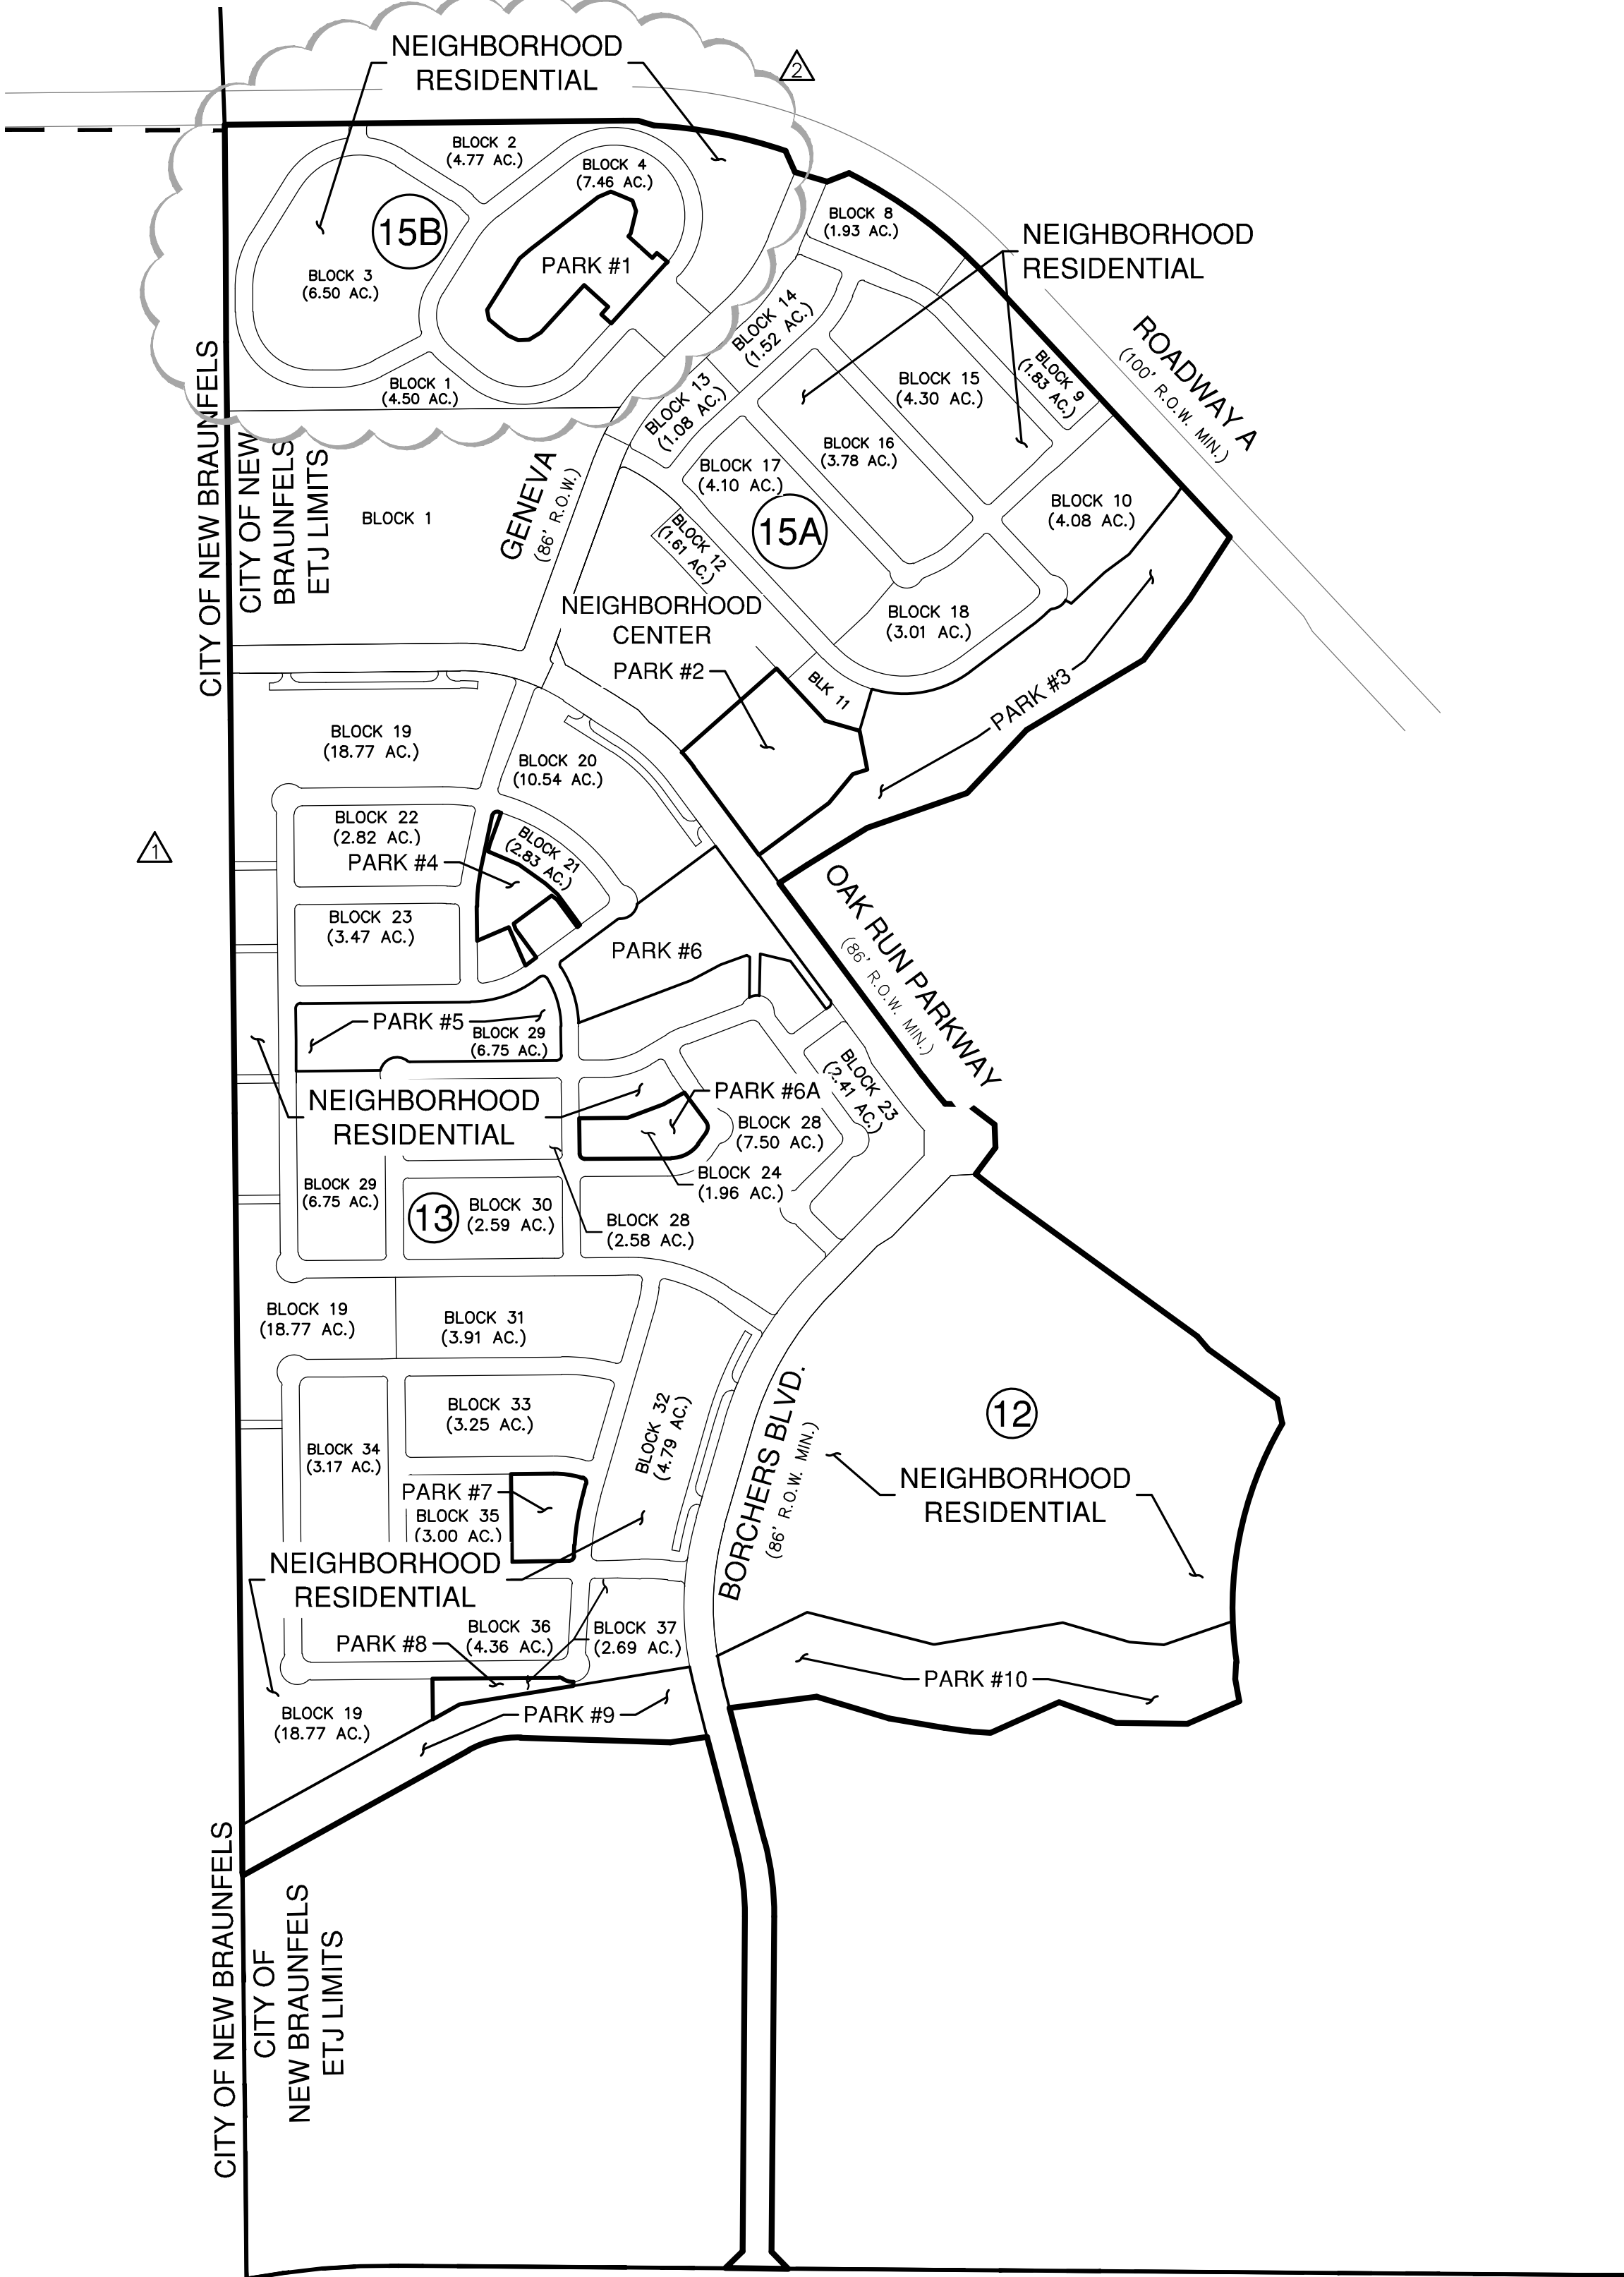 NEIGHBORHOOD
RESIDENTIAL
2
BLOCK 2
(4.77 AC.)
BLOCK 4
(7.46 AC.)
15B
PARK #1
BLOCK 3
(6.50 AC.)
BLOCK 1
(4.50 AC.)
BLOCK 8
(1.93 AC.)
NEIGHBORHOOD
RESIDENTIAL
BLOCK 14
(1.52 AC.)
BLOCK 13
(1.08 AC.)
BLOCK 15
(4.30 AC.)
BLOCK 9
(1.83 AC.)
ROADWAY A
(100' R.O.W. MIN.)
BLOCK 16
(3.78 AC.)
BLOCK 17
(4.10 AC.)
15A
BLOCK 10
(4.08 AC.)
CITY OF NEW BRAUNFELS
CITY OF NEW
BRAUNFELS
ETJ LIMITS
BLOCK 1
GENEVA
(86' R.O.W.)
BLOCK 12
(1.61 AC.)
NEIGHBORHOOD
CENTER
BLOCK 18
(3.01 AC.)
PARK #2
BLK 11
PARK #3
BLOCK 19
(18.77 AC.)
BLOCK 20
(10.54 AC.)
1
BLOCK 22
(2.82 AC.)
PARK #4
BLOCK 21
(2.83 AC.)
BLOCK 23
(3.47 AC.)
PARK #6
OAK RUN PARKWAY
(86' R.O.W. MIN.)
PARK #5
BLOCK 29
(6.75 AC.)
NEIGHBORHOOD
RESIDENTIAL
PARK #6A
BLOCK 23
(2.41 AC.)
BLOCK 28
(7.50 AC.)
BLOCK 24
(1.96 AC.)
BLOCK 29
(6.75 AC.)
13
BLOCK 30
(2.59 AC.)
BLOCK 28
(2.58 AC.)
BLOCK 19
(18.77 AC.)
BLOCK 31
(3.91 AC.)
BLOCK 33
(3.25 AC.)
BLOCK 32
(4.79 AC.)
BORCHERS BLVD.
(86' R.O.W. MIN.)
12
NEIGHBORHOOD
RESIDENTIAL
BLOCK 34
(3.17 AC.)
PARK #7
BLOCK 35
(3.00 AC.)
NEIGHBORHOOD
RESIDENTIAL
PARK #8
BLOCK 36
(4.36 AC.)
BLOCK 37
(2.69 AC.)
PARK #10
BLOCK 19
(18.77 AC.)
PARK #9
CITY OF NEW BRAUNFELS
CITY OF
NEW BRAUNFELS
ETJ LIMITS